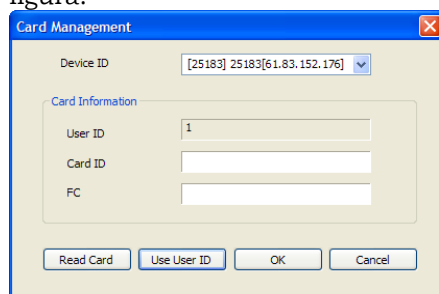 figura.
Card Management
Device ID [25183] 25183[61.83.152.176]
Card Information
User ID 1
Card ID
FC
Read Card Use User ID OK Cancel